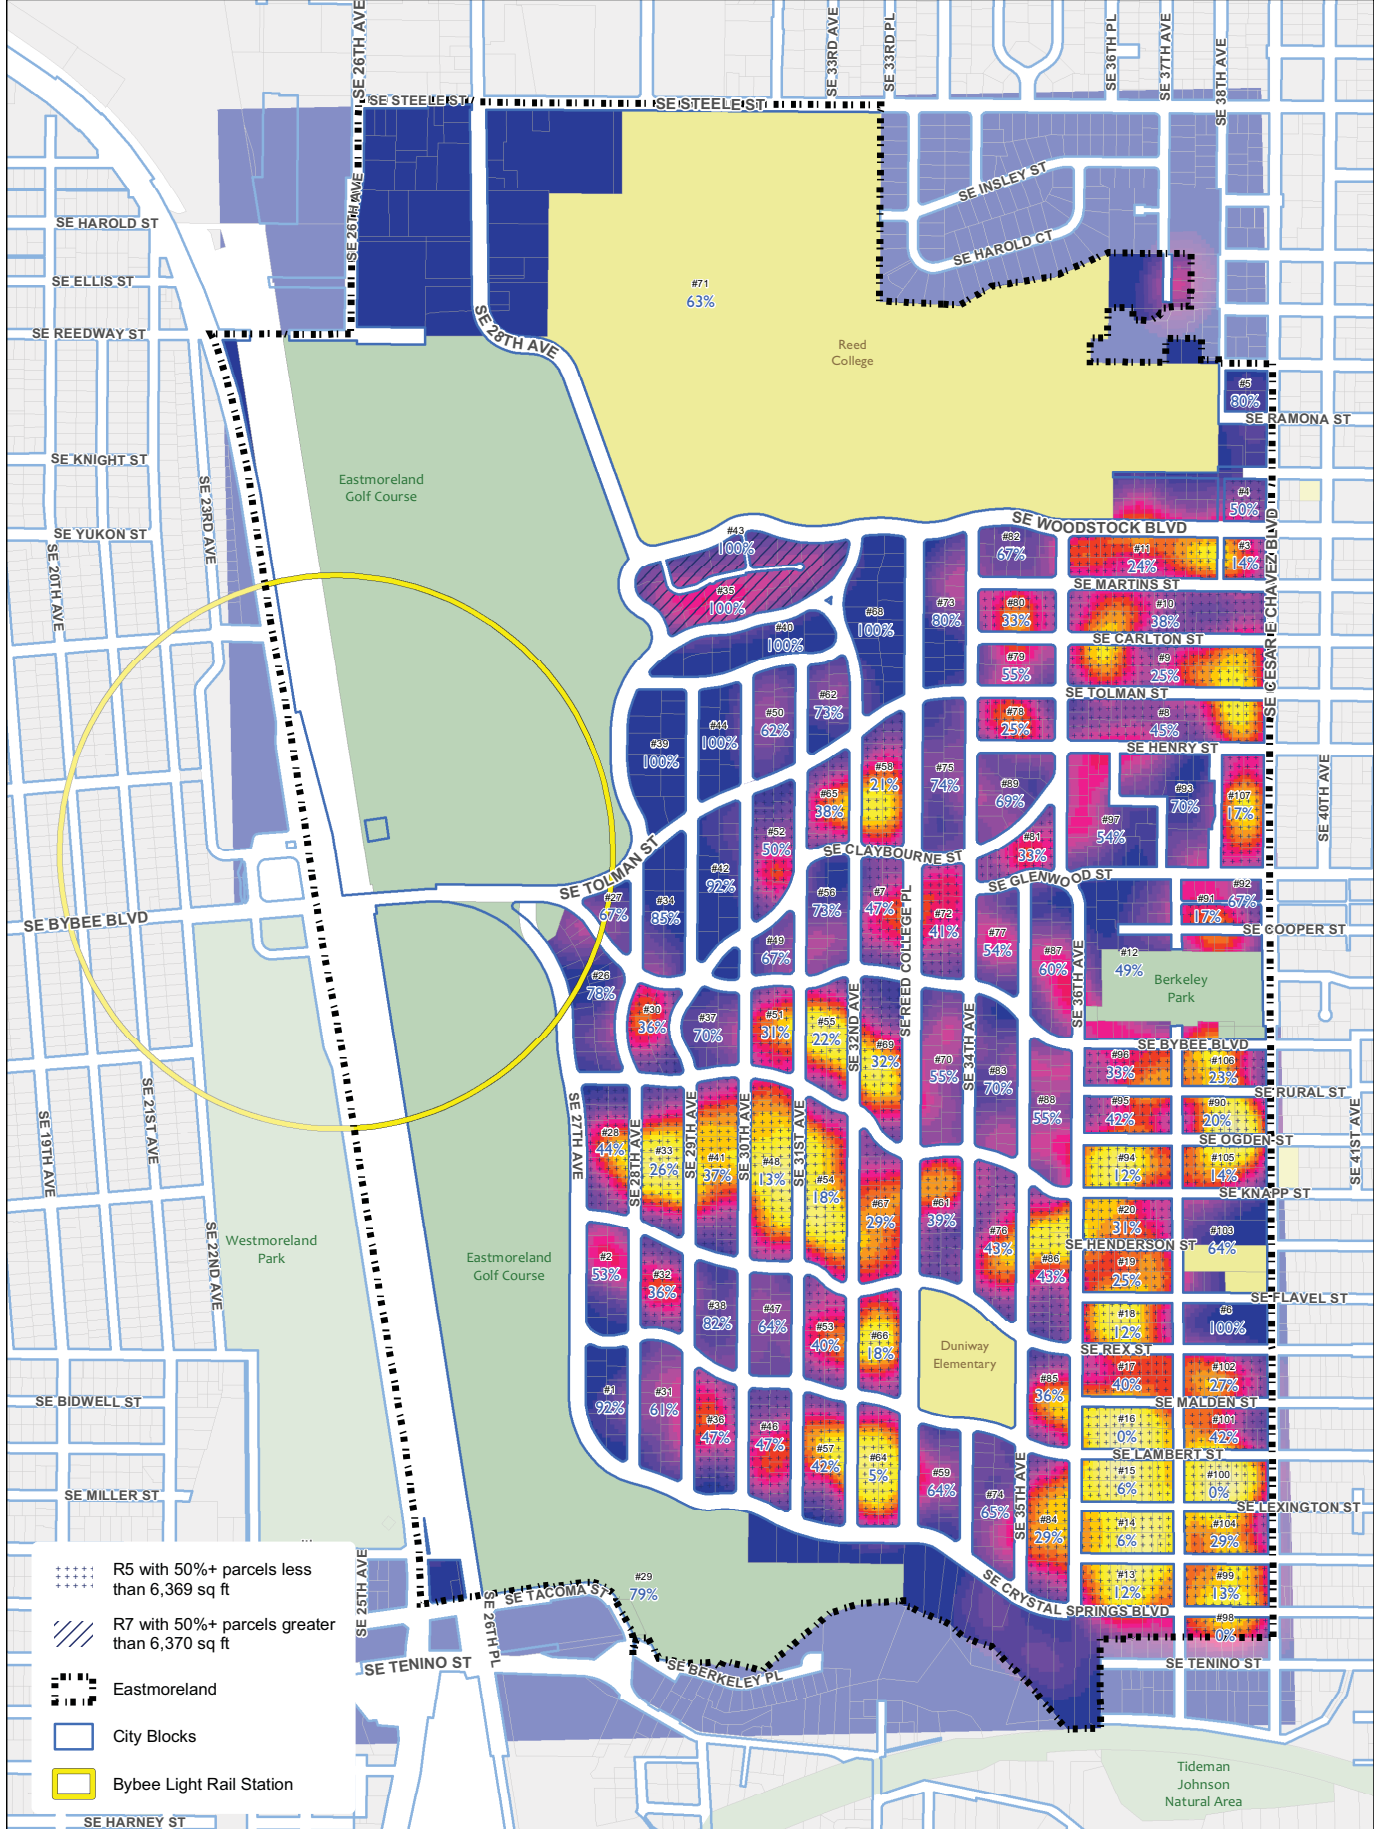 SE 26TH AVE
SE 33RD AVE
SE 33RD PL
SE 36TH PL
SE 37TH AVE
SE 38TH AVE
SE STEELE ST
SE STEELE ST
SE 26TH AVE
SE INSLEY ST
SE HAROLD CT
SE HAROLD ST
SE ELLIS ST
SE REEDWAY ST
SE 28TH AVE
#71
63%
Reed
College
#5
80%
SE RAMONA ST
SE KNIGHT ST
SE 23RD AVE
Eastmoreland
Golf Course
#4
50%
SE YUKON ST
SE 20TH AVE
SE WOODSTOCK BLVD
SE CESAR E CHAVEZ BLVD
#43
100%
#35
100%
#40
100%
#68
100%
#73
80%
#82
67%
#11
24%
#3
14%
SE MARTINS ST
#80
33%
#10
38%
SE CARLTON ST
#79
55%
#9
25%
SE TOLMAN ST
#78
25%
#8
45%
SE HENRY ST
#39
100%
#44
100%
#50
62%
#62
73%
#58
21%
#65
38%
#75
74%
#89
69%
#93
70%
#107
17%
#97
54%
SE 40TH AVE
#52
50%
#81
33%
SE CLAYBOURNE ST
SE GLENWOOD ST
SE TOLMAN ST
#42
92%
#27
67%
#34
85%
#56
73%
#7
47%
#72
41%
#77
54%
#87
60%
#92
67%
#91
17%
SE COOPER ST
SE BYBEE BLVD
#49
67%
SE REED COLLEGE PL
SE 36TH AVE
#12
49%
Berkeley
Park
#26
78%
#30
36%
#37
70%
#51
31%
#55
22%
SE 32ND AVE
#69
32%
#70
55%
SE 34TH AVE
#83
70%
#88
55%
SE BYBEE BLVD
#96
33%
#106
23%
SE RURAL ST
#95
42%
#90
20%
SE OGDEN ST
#94
12%
#105
14%
SE KNAPP ST
SE 41ST AVE
SE 19TH AVE
SE 21ST AVE
SE 22ND AVE
SE 27TH AVE
#28
44%
SE 28TH AVE
#33
26%
SE 29TH AVE
#41
37%
SE 30TH AVE
#48
13%
SE 31ST AVE
#54
18%
#67
29%
#61
39%
#76
43%
#86
43%
#20
31%
#103
64%
SE HENDERSON ST
#19
25%
SE FLAVEL ST
Westmoreland
Park
Eastmoreland
Golf Course
#2
53%
#32
36%
#38
82%
#47
64%
#53
40%
#66
18%
Duniway
Elementary
#18
12%
#6
100%
SE REX ST
#17
40%
#102
27%
SE MALDEN ST
#85
36%
#16
0%
#101
42%
SE LAMBERT ST
SE BIDWELL ST
#1
92%
#31
61%
#36
47%
#46
47%
#57
42%
#64
5%
#59
64%
#74
65%
SE 35TH AVE
#84
29%
#15
6%
#100
0%
SE LEXINGTON ST
#14
6%
#104
29%
SE MILLER ST
#13
12%
#99
13%
SE CRYSTAL SPRINGS BLVD
#98
0%
SE TENINO ST
#29
79%
SE TACOMA ST
SE 25TH AVE
SE 26TH PL
SE TENINO ST
SE BERKELEY PL
Tideman
Johnson
Natural Area
R5 with 50%+ parcels less
than 6,369 sq ft
R7 with 50%+ parcels greater
than 6,370 sq ft
Eastmoreland
City Blocks
Bybee Light Rail Station
SE HARNEY ST